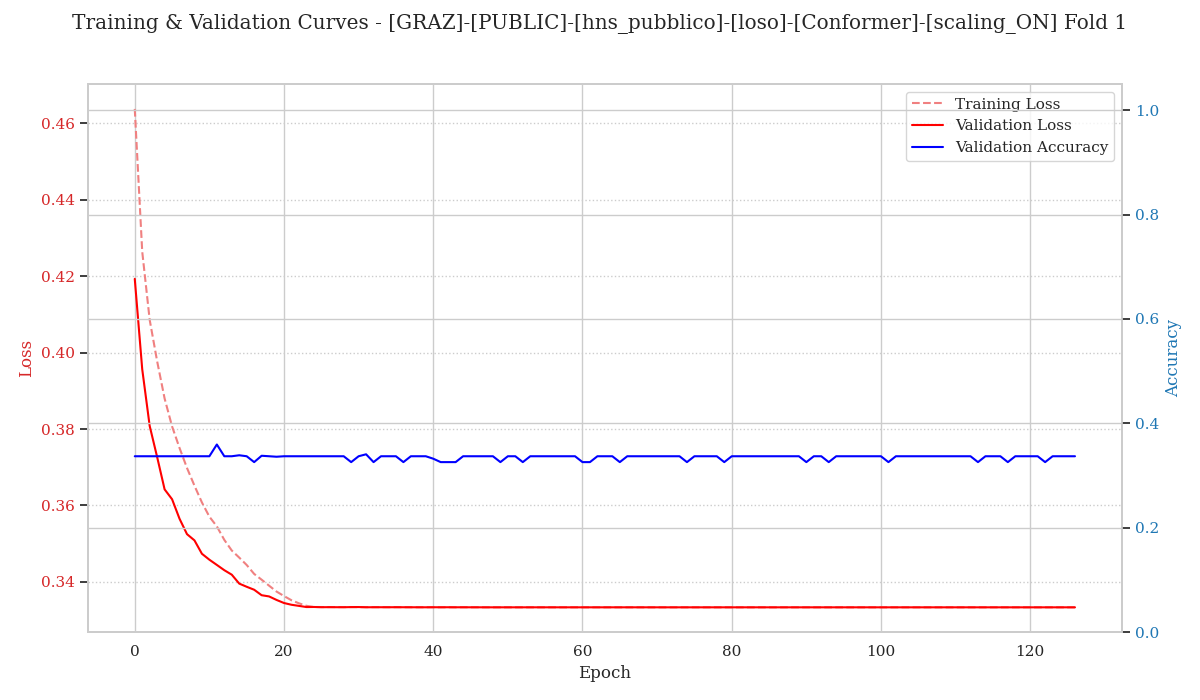 Training & Validation Curves - [GRAZ]-[PUBLIC]-[hns_pubblico]-[loso]-[Conformer]-[scaling_ON] Fold 1
Training Loss
Validation Loss
Validation Accuracy
Loss
0.46
0.44
0.42
0.40
0.38
0.36
0.34
1.0
0.8
0.6
0.4
0.2
0.0
Accuracy
0
20
40
60
80
100
120
Epoch